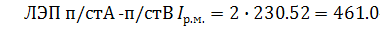 ЛЭП п/стА -п/стВ Iр.м. = 2 · 230.52 = 461.0